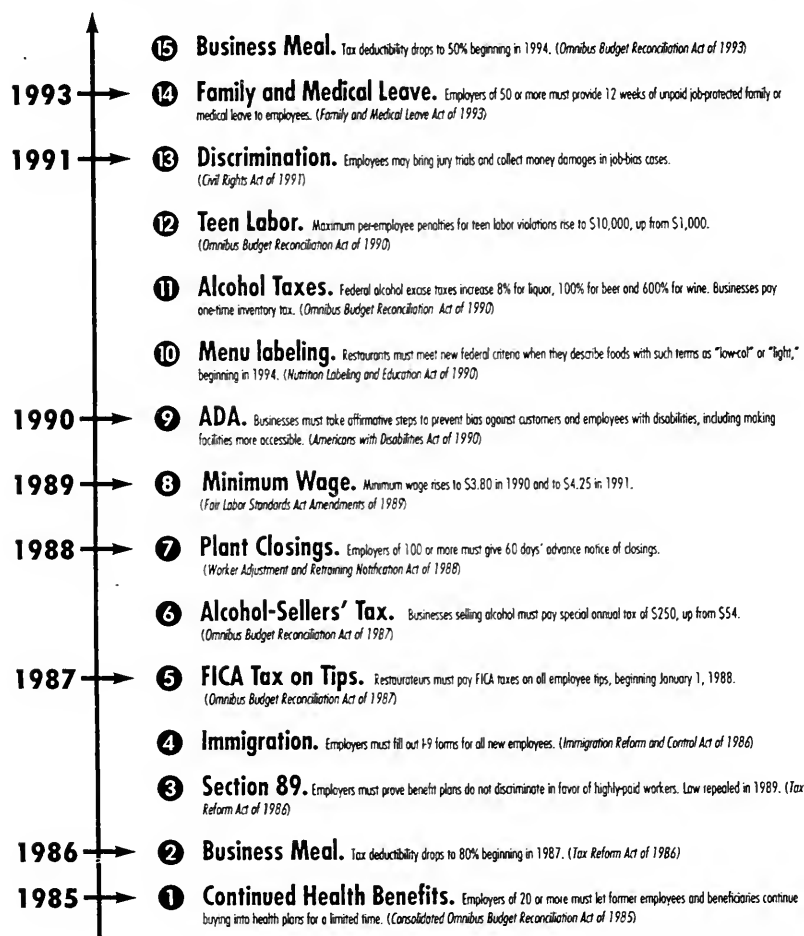 ⓯ Business Meal. Tax deductibility drops to 50% beginning in 1994. (Omnibus Budget Reconciliation Act of 1993)
1993 ⓮ Family and Medical Leave. Employers of 50 or more must provide 12 weeks of unpaid job-protected family or
medical leave to employees. (Family and Medical Leave Act of 1993)
1991 ⓭ Discrimination. Employees may bring jury trials and collect money damages in job-bias cases.
(Civil Rights Act of 1991)
⓬ Teen Labor. Maximum per-employee penalties for teen labor violations rise to $10,000, up from $1,000.
(Omnibus Budget Reconciliation Act of 1990)
⓫ Alcohol Taxes. Federal alcohol excise taxes increase 8% for liquor, 100% for beer and 600% for wine. Businesses pay
one-time inventory tax. (Omnibus Budget Reconciliation Act of 1990)
❿ Menu labeling. Restaurants must meet new federal criteria when they describe foods with such terms as "low-cal" or "light,"
beginning in 1994. (Nutrition Labeling and Education Act of 1990)
1990 ❾ ADA. Businesses must take affirmative steps to prevent bias against customers and employees with disabilities, including making
facilities more accessible. (Americans with Disabilities Act of 1990)
1989 ❽ Minimum Wage. Minimum wage rises to $3.80 in 1990 and to $4.25 in 1991.
(Fair Labor Standards Act Amendments of 1989)
1988 ❼ Plant Closings. Employers of 100 or more must give 60 days' advance notice of closings.
(Worker Adjustment and Retraining Notification Act of 1988)
❻ Alcohol-Sellers' Tax. Businesses selling alcohol must pay special annual tax of $250, up from $54.
(Omnibus Budget Reconciliation Act of 1987)
1987 ❺ FICA Tax on Tips. Restaurateurs must pay FICA taxes on all employee tips, beginning January 1, 1988.
(Omnibus Budget Reconciliation Act of 1987)
❹ Immigration. Employers must fill out I-9 forms for all new employees. (Immigration Reform and Control Act of 1986)
❸ Section 89. Employers must prove benefit plans do not discriminate in favor of highly-paid workers. Law repealed in 1989. (Tax
Reform Act of 1986)
1986 ❷ Business Meal. Tax deductibility drops to 80% beginning in 1987. (Tax Reform Act of 1986)
1985 ❶ Continued Health Benefits. Employers of 20 or more must let former employees and beneficiaries continue
buying into health plans for a limited time. (Consolidated Omnibus Budget Reconciliation Act of 1985)